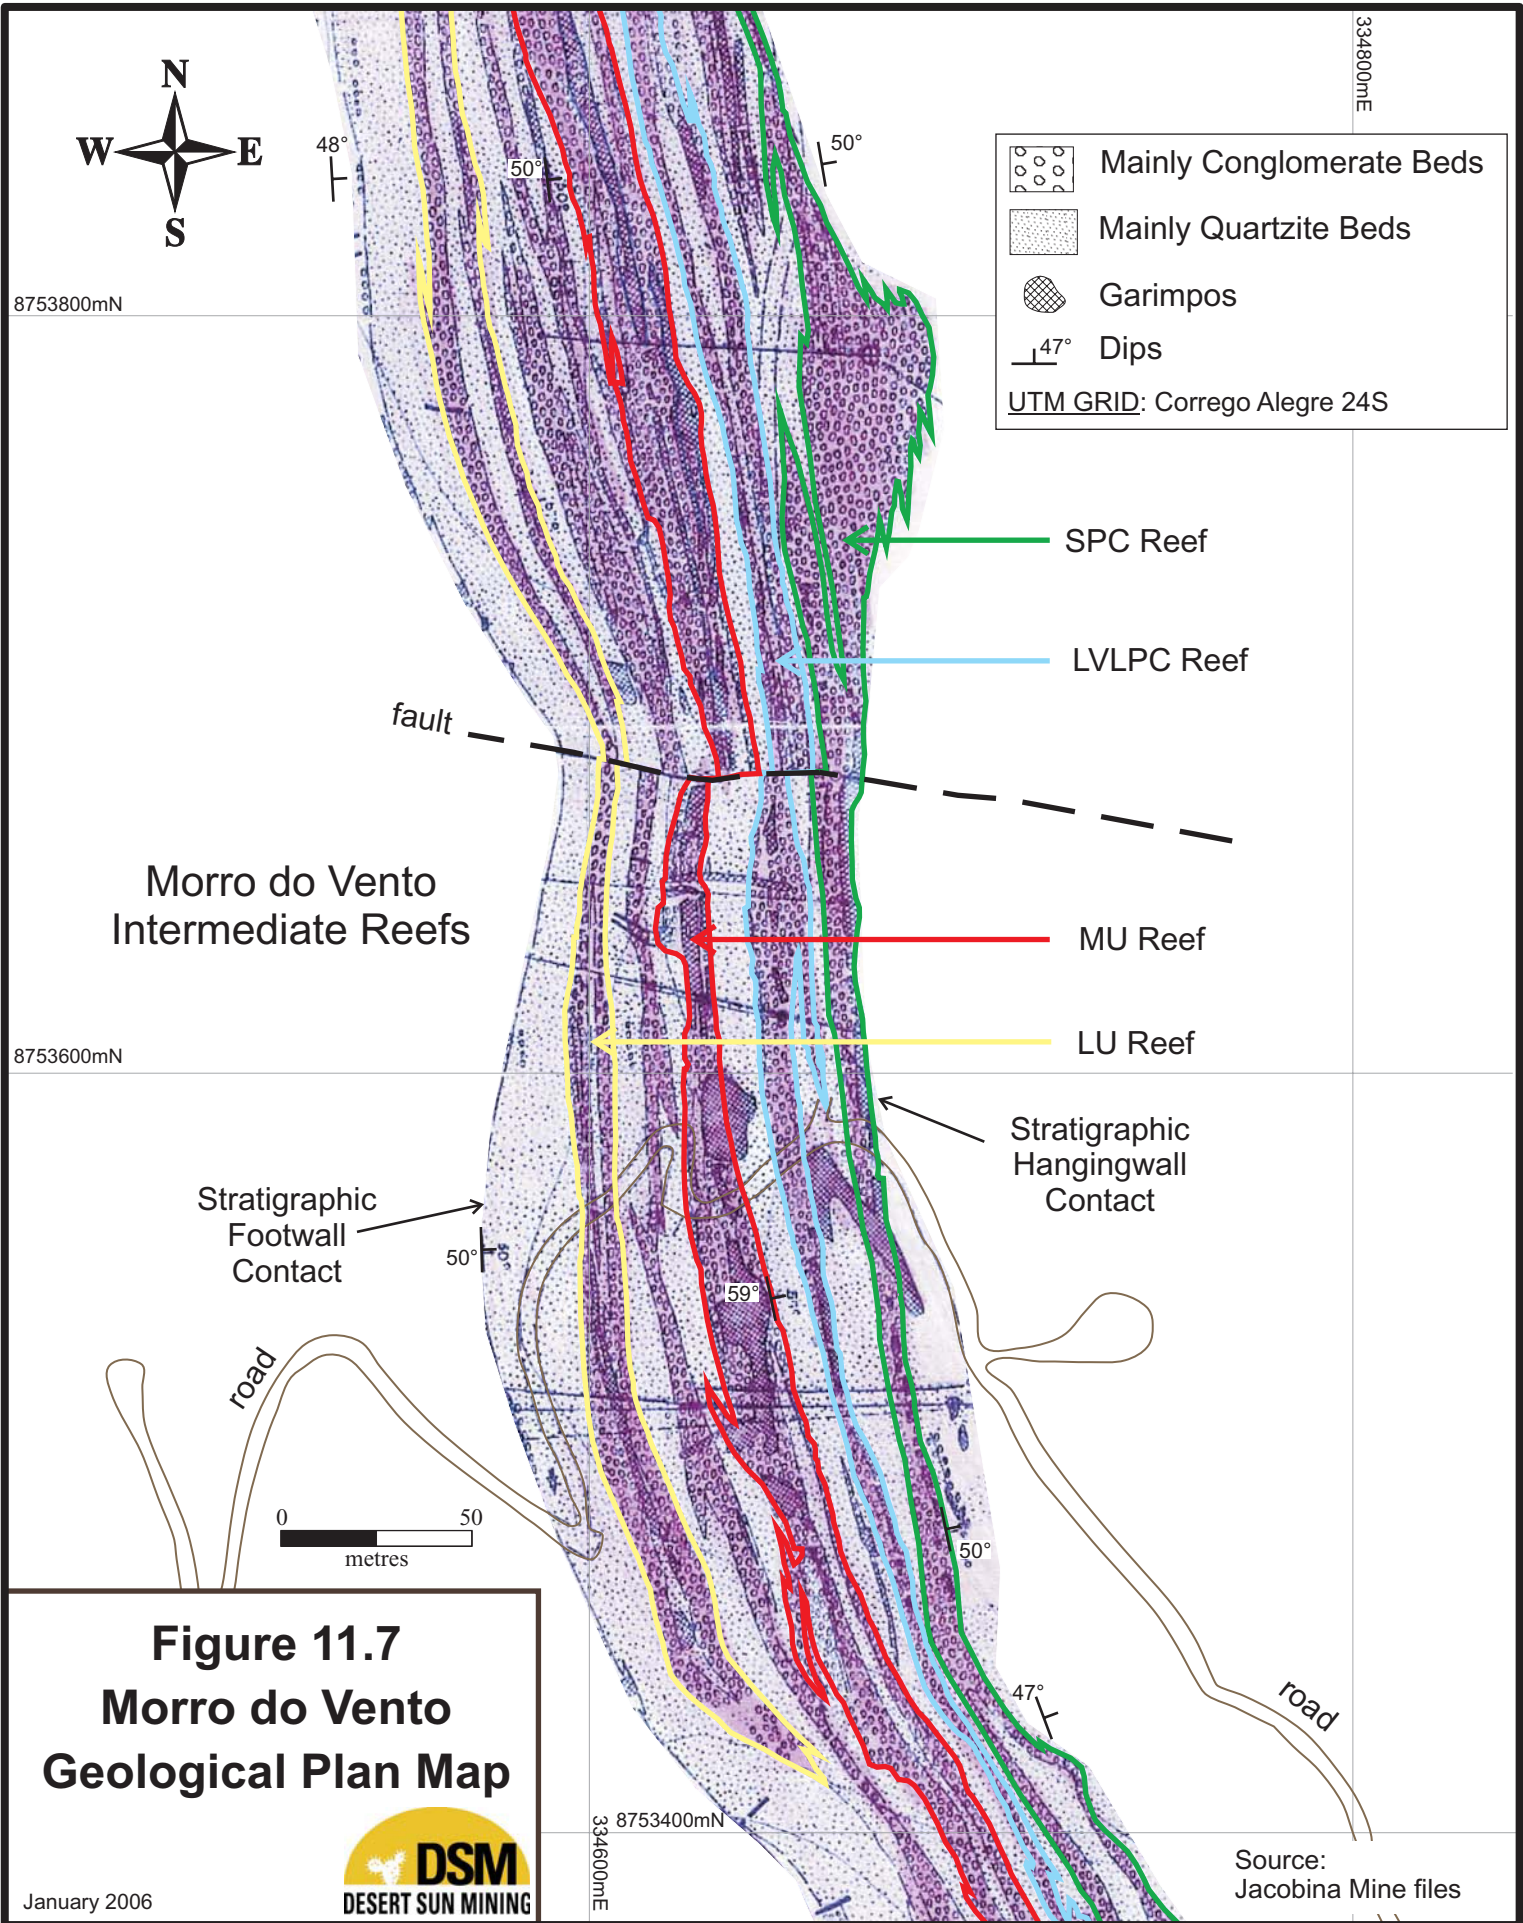 334800mE
N
W E
S
48°
50°
50°
Mainly Conglomerate Beds
Mainly Quartzite Beds
Garimpos
47° Dips
UTM GRID: Corrego Alegre 24S
8753800mN
SPC Reef
LVLPC Reef
fault
Morro do Vento
Intermediate Reefs
MU Reef
LU Reef
8753600mN
Stratigraphic
Hangingwall
Contact
Stratigraphic
Footwall
Contact
50°
59°
road
0 50
metres
50°
47°
road
Figure 11.7
Morro do Vento
Geological Plan Map
334600mE
8753400mN
DSM
DESERT SUN MINING
January 2006
Source:
Jacobina Mine files